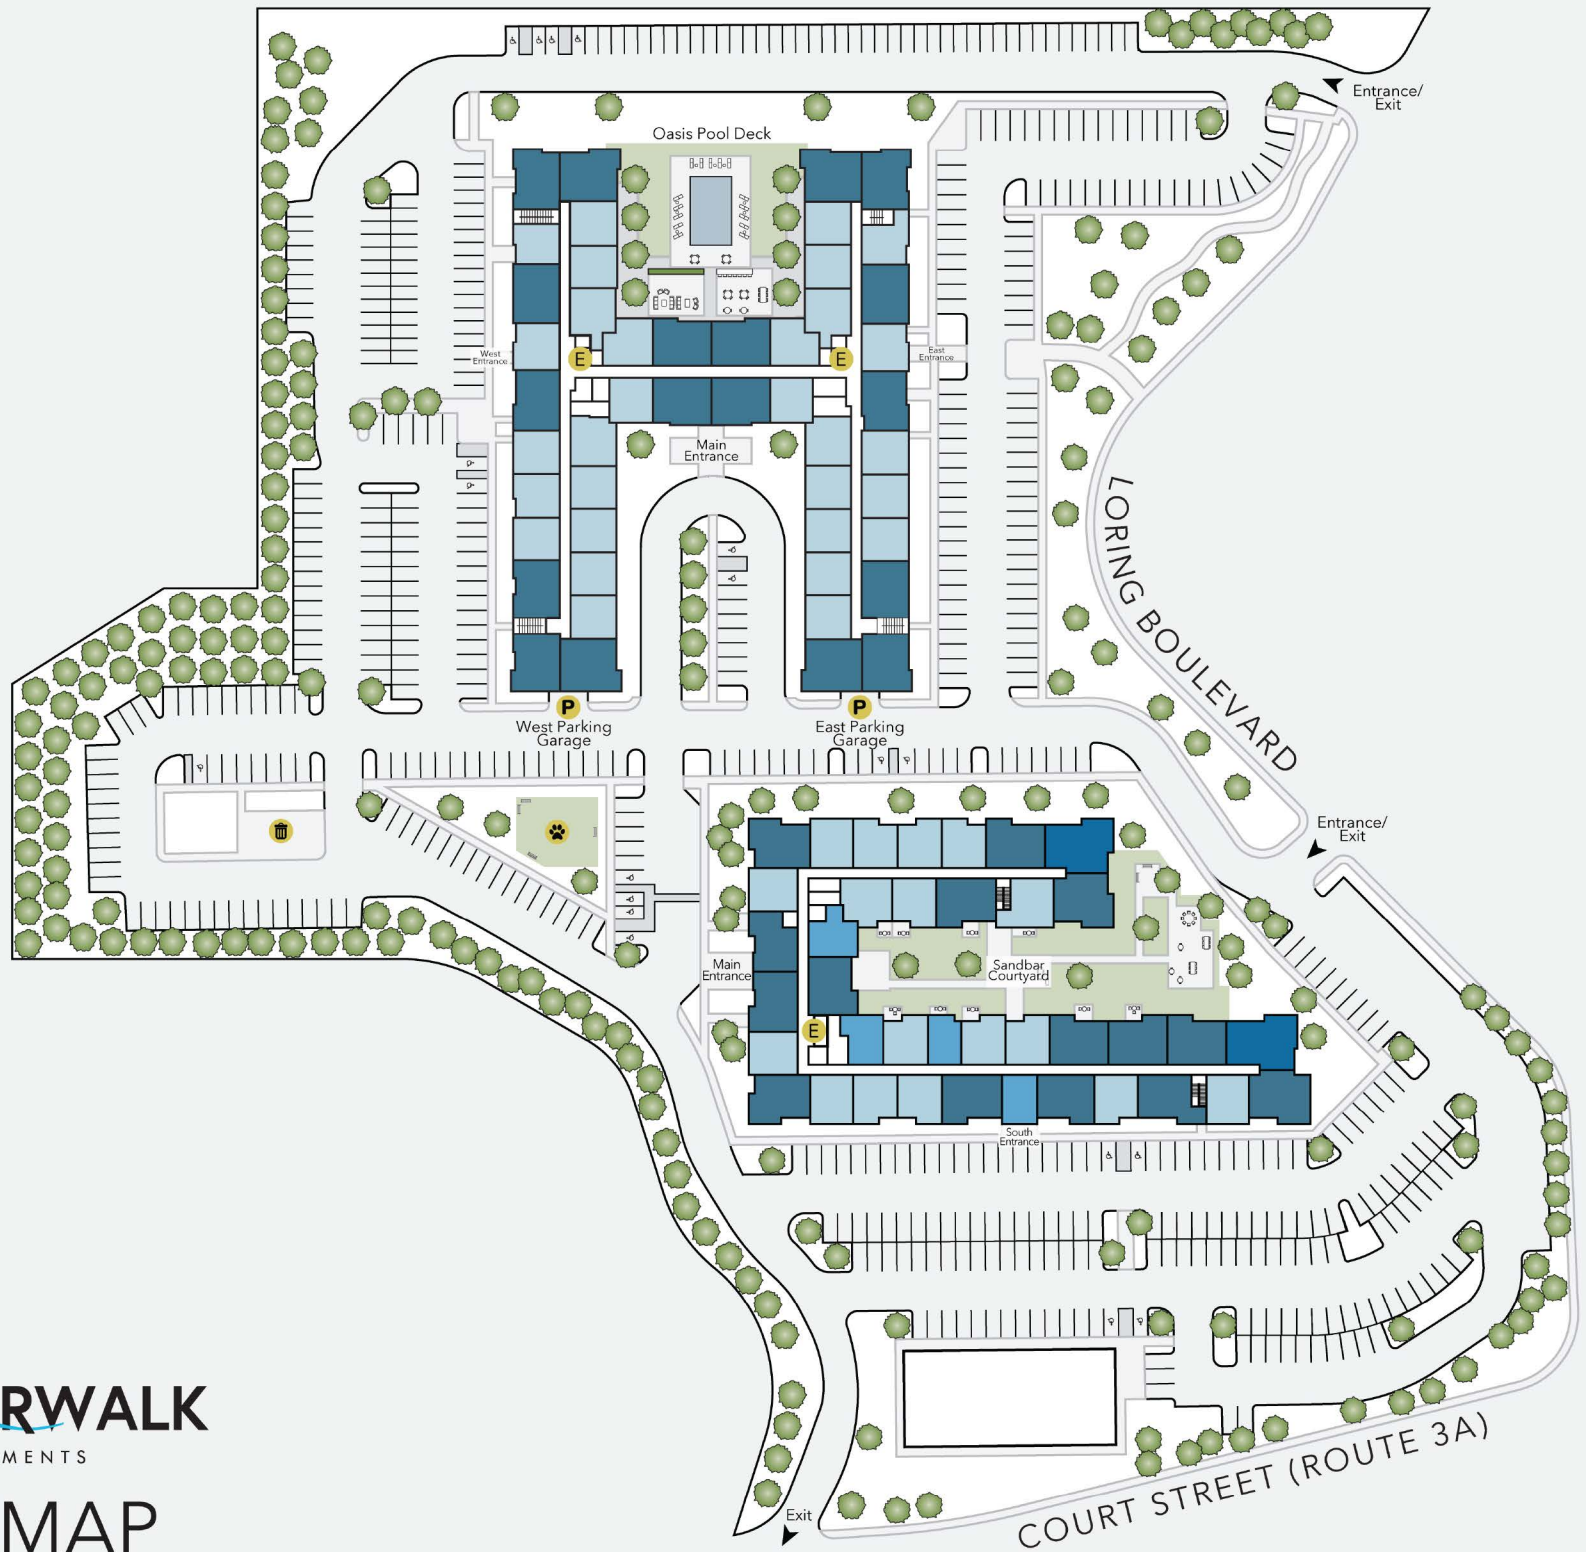 Entrance/
Exit
Oasis Pool Deck
West
Entrance
E
E
East
Entrance
Main
Entrance
LORING BOULEVARD
P
West Parking
Garage
P
East Parking
Garage
Entrance/
Exit
Main
Entrance
Sandbar
Courtyard
E
South
Entrance
RWALK
MENTS
MAP
Exit
COURT STREET (ROUTE 3A)